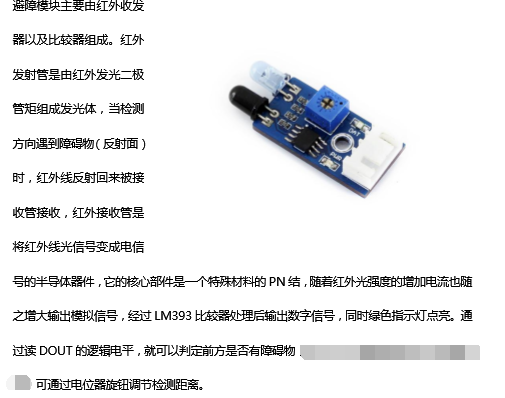 避障模块主要由红外收发
器以及比较器组成。红外
发射管是由红外发光二极
管矩组成发光体，当检测
方向遇到障碍物（反射面）
时，红外线反射回来被接
收管接收，红外接收管是
将红外线光信号变成电信
号的半导体器件，它的核心部件是一个特殊材料的 PN 结，随着红外光强度的增加电流也随
之增大输出模拟信号，经过 LM393 比较器处理后输出数字信号，同时绿色指示灯点亮。通
过读 DOUT 的逻辑电平，就可以判定前方是否有障碍物
可通过电位器旋钮调节检测距离。
DAT
PWR